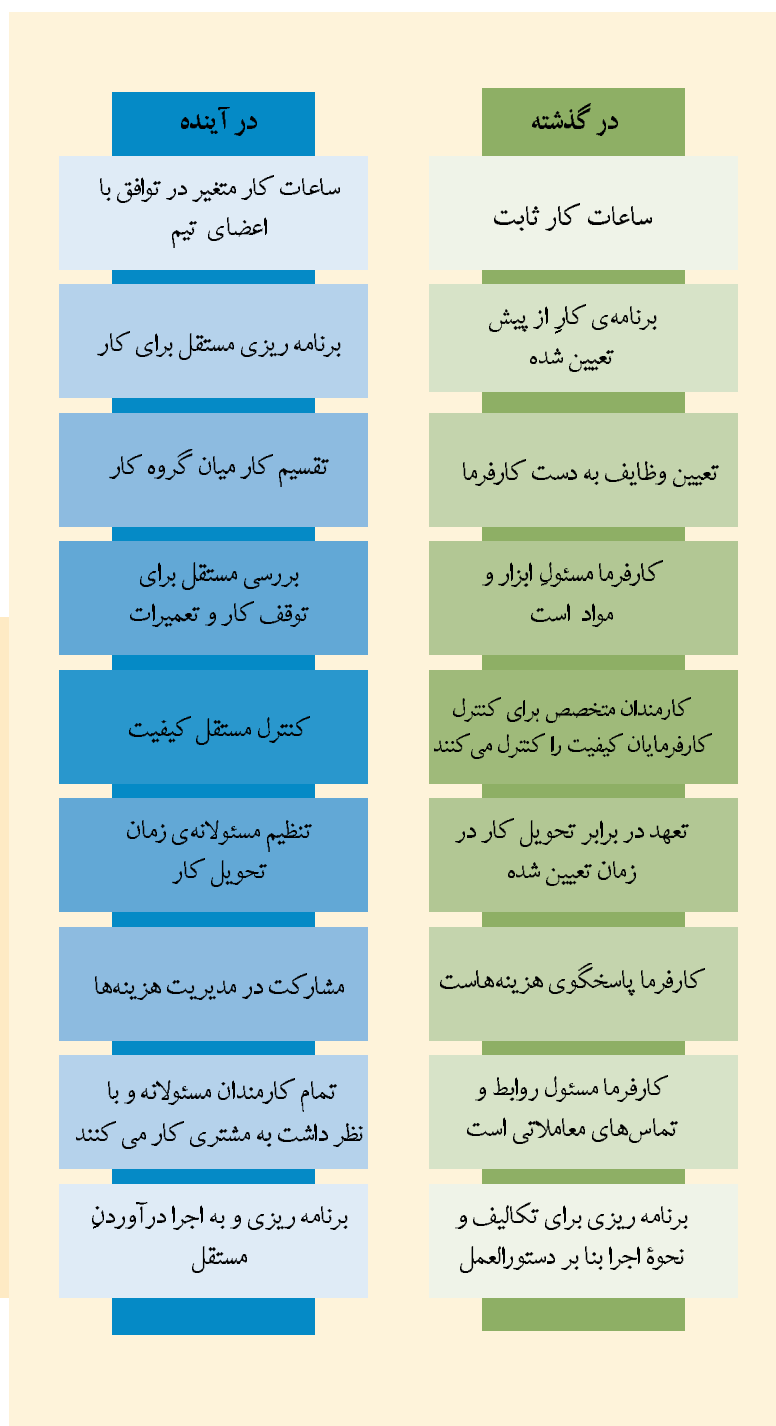 در گذشته
ساعات کار ثابت
برنامه‌ی کارِ از پیش
تعیین شده
تعیین وظایف به دست کارفرما
کارفرما مسئولِ ابزار و
مواد است
کارمندان متخصص برای کنترل
کارفرمایان کیفیت را کنترل می‌کنند
تعهد در برابر تحویل کار در
زمان تعیین شده
کارفرما پاسخگوی هزینه‌هاست
کارفرما مسئول روابط و
تماس‌های معاملاتی است
برنامه ریزی برای تکالیف و
نحوهٔ اجرا بنا بر دستورالعمل
در آینده
ساعات کار متغیر در توافق با
اعضای تیم
برنامه ریزی مستقل برای کار
تقسیم کار میان گروه کار
بررسی مستقل برای
توقف کار و تعمیرات
کنترل مستقل کیفیت
تنظیم مسئولانه‌ی زمان
تحویل کار
مشارکت در مدیریت هزینه‌ها
تمام کارمندان مسئولانه و با
نظر داشت به مشتری کار می کنند
برنامه ریزی و به اجرا درآوردنِ
مستقل